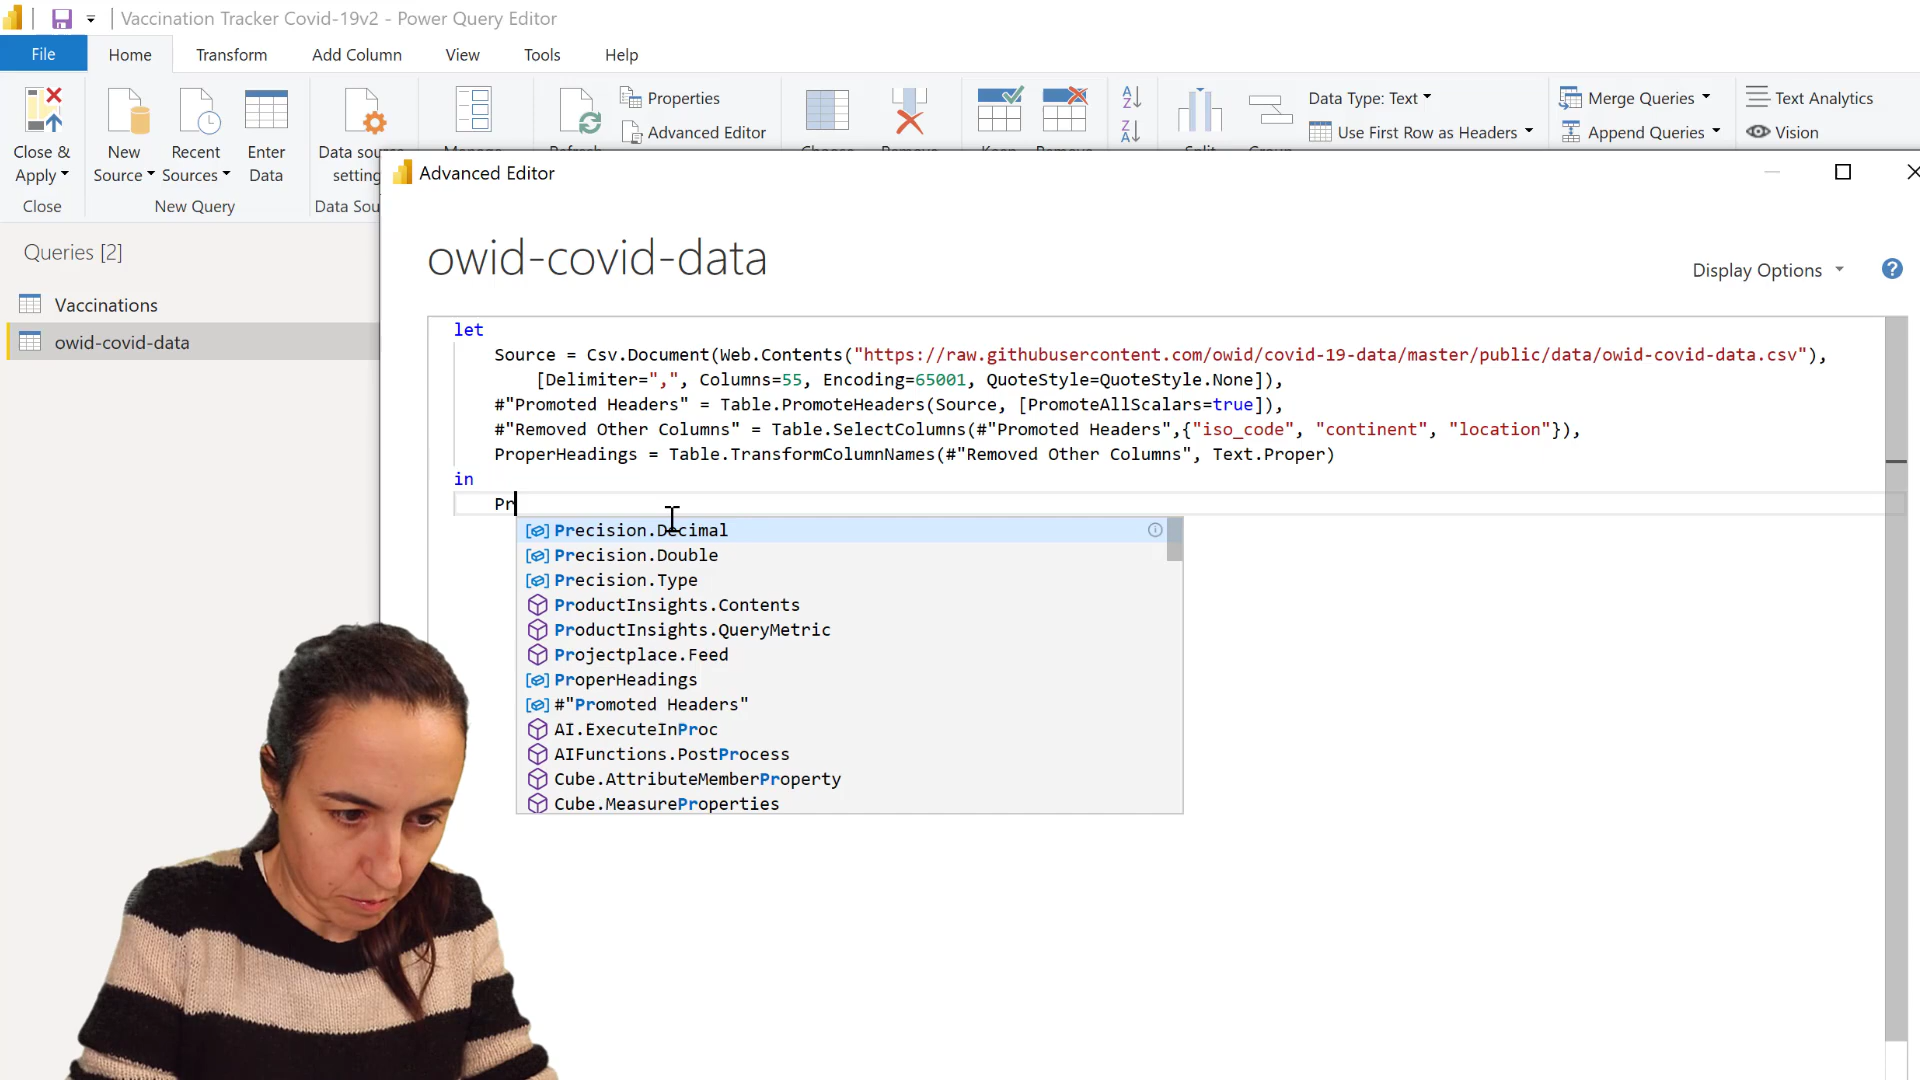 Vaccination Tracker Covid-19v2 - Power Query Editor
File Home Transform Add Column View Tools Help
Close & Apply
New Source
Recent Sources
Enter Data
Properties
Advanced Editor
Data Type: Text
Use First Row as Headers
Merge Queries
Append Queries
Text Analytics
Vision
Close
New Query
Advanced Editor
Queries [2]
Vaccinations
owid-covid-data
owid-covid-data
Display Options
?
let
Source = Csv.Document(Web.Contents("https://raw.githubusercontent.com/owid/covid-19-data/master/public/data/owid-covid-data.csv"),
[Delimiter=",", Columns=55, Encoding=65001, QuoteStyle=QuoteStyle.None]),
#"Promoted Headers" = Table.PromoteHeaders(Source, [PromoteAllScalars=true]),
#"Removed Other Columns" = Table.SelectColumns(#"Promoted Headers",{"iso_code", "continent", "location"}),
ProperHeadings = Table.TransformColumnNames(#"Removed Other Columns", Text.Proper)
in
Pr
Precision.Decimal
Precision.Double
Precision.Type
ProductInsights.Contents
ProductInsights.QueryMetric
Projectplace.Feed
ProperHeadings
#"Promoted Headers"
AI.ExecuteInProc
AIFunctions.PostProcess
Cube.AttributeMemberProperty
Cube.MeasureProperties